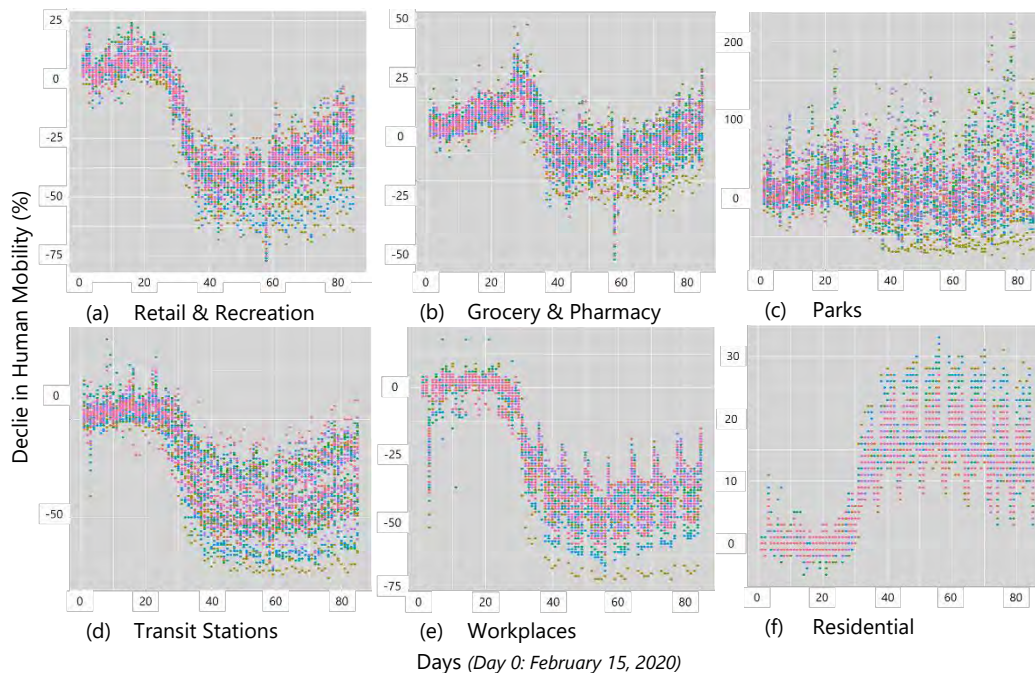 Declie in Human Mobility (%)
25
0
-25
-50
-75
0 20 40 60 80
(a) Retail & Recreation
50
25
0
-25
-50
0 20 40 60 80
(b) Grocery & Pharmacy
200
100
0
0 20 40 60 80
(c) Parks
0
-50
0 20 40 60 80
(d) Transit Stations
0
-25
-50
-75
0 20 40 60 80
(e) Workplaces
30
20
10
0
0 20 40 60 80
(f) Residential
Days (Day 0: February 15, 2020)